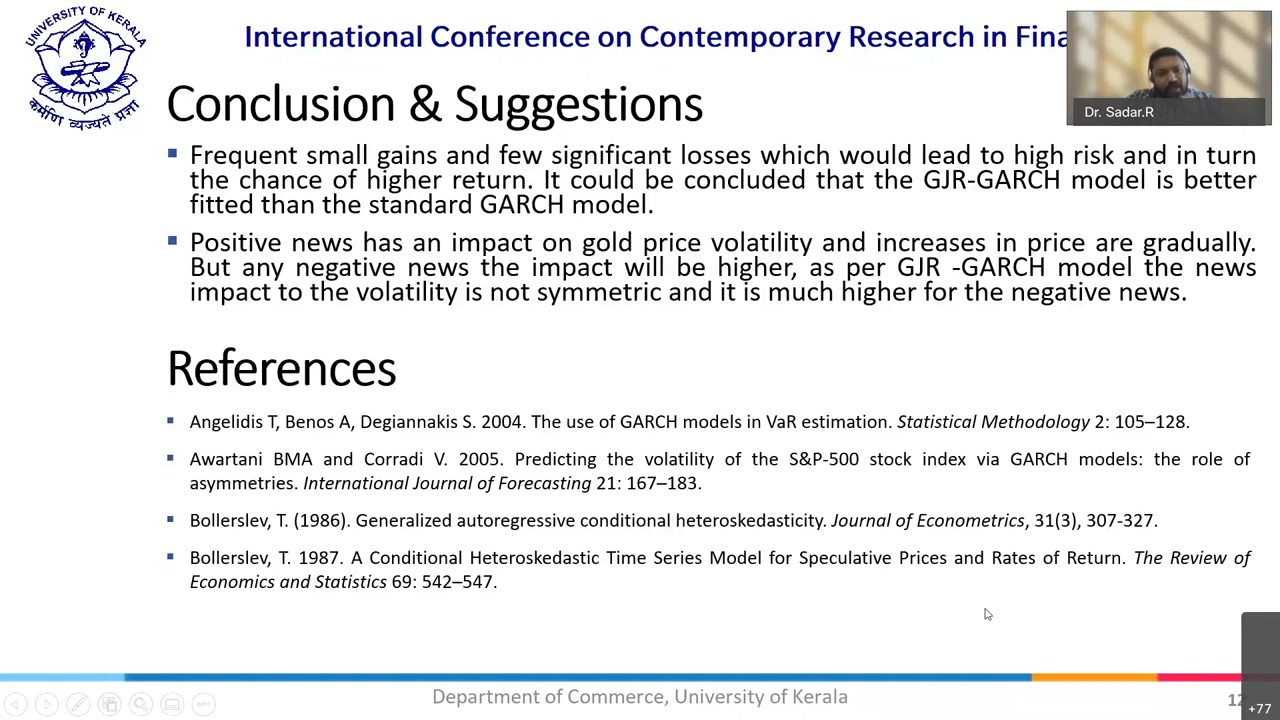 UNIVERSITY OF KERALA
कर्मणि व्यज्यते प्रज्ञा
International Conference on Contemporary Research in Fina
Dr. Sadar.R
Conclusion & Suggestions
▪ Frequent small gains and few significant losses which would lead to high risk and in turn
the chance of higher return. It could be concluded that the GJR-GARCH model is better
fitted than the standard GARCH model.
▪ Positive news has an impact on gold price volatility and increases in price are gradually.
But any negative news the impact will be higher, as per GJR -GARCH model the news
impact to the volatility is not symmetric and it is much higher for the negative news.
References
▪ Angelidis T, Benos A, Degiannakis S. 2004. The use of GARCH models in VaR estimation. Statistical Methodology 2: 105–128.
▪ Awartani BMA and Corradi V. 2005. Predicting the volatility of the S&P-500 stock index via GARCH models: the role of
asymmetries. International Journal of Forecasting 21: 167–183.
▪ Bollerslev, T. (1986). Generalized autoregressive conditional heteroskedasticity. Journal of Econometrics, 31(3), 307-327.
▪ Bollerslev, T. 1987. A Conditional Heteroskedastic Time Series Model for Speculative Prices and Rates of Return. The Review of
Economics and Statistics 69: 542–547.
Department of Commerce, University of Kerala
12
+77